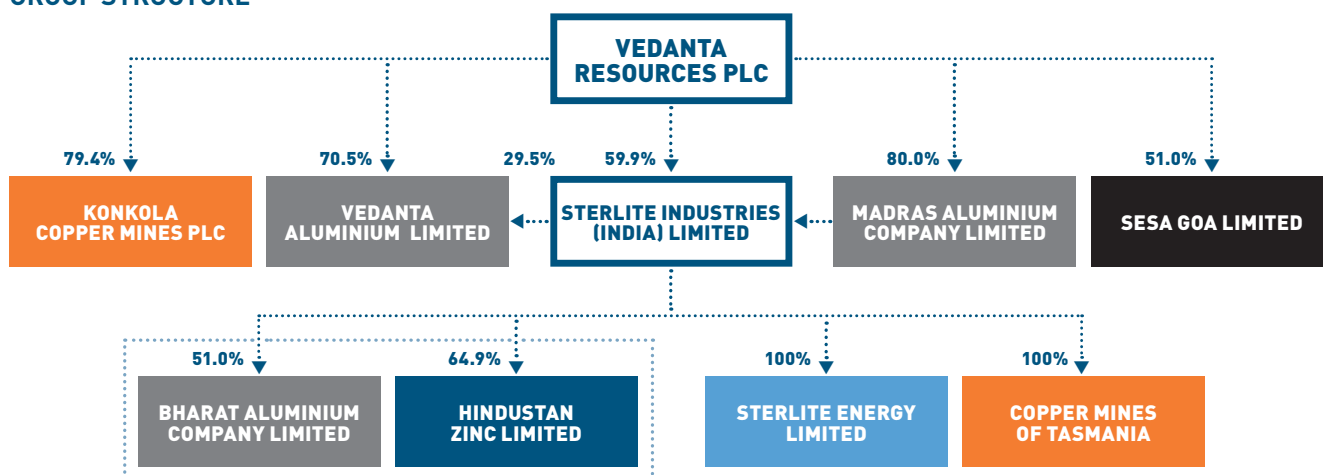 GROUP STRUCTURE
VEDANTA
RESOURCES PLC
79.4%
70.5%
29.5%
59.9%
80.0%
51.0%
KONKOLA
COPPER MINES PLC
VEDANTA
ALUMINIUM LIMITED
STERLITE INDUSTRIES
(INDIA) LIMITED
MADRAS ALUMINIUM
COMPANY LIMITED
SESA GOA LIMITED
51.0%
64.9%
100%
100%
BHARAT ALUMINIUM
COMPANY LIMITED
HINDUSTAN
ZINC LIMITED
STERLITE ENERGY
LIMITED
COPPER MINES
OF TASMANIA